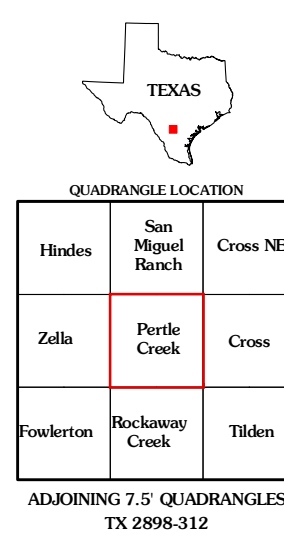 TEXAS
QUADRANGLE LOCATION
Hindes
San
Miguel
Ranch
Cross NE
Zella
Pertle
Creek
Cross
Fowlerton
Rockaway
Creek
Tilden
ADJOINING 7.5' QUADRANGLES
TX 2898-312